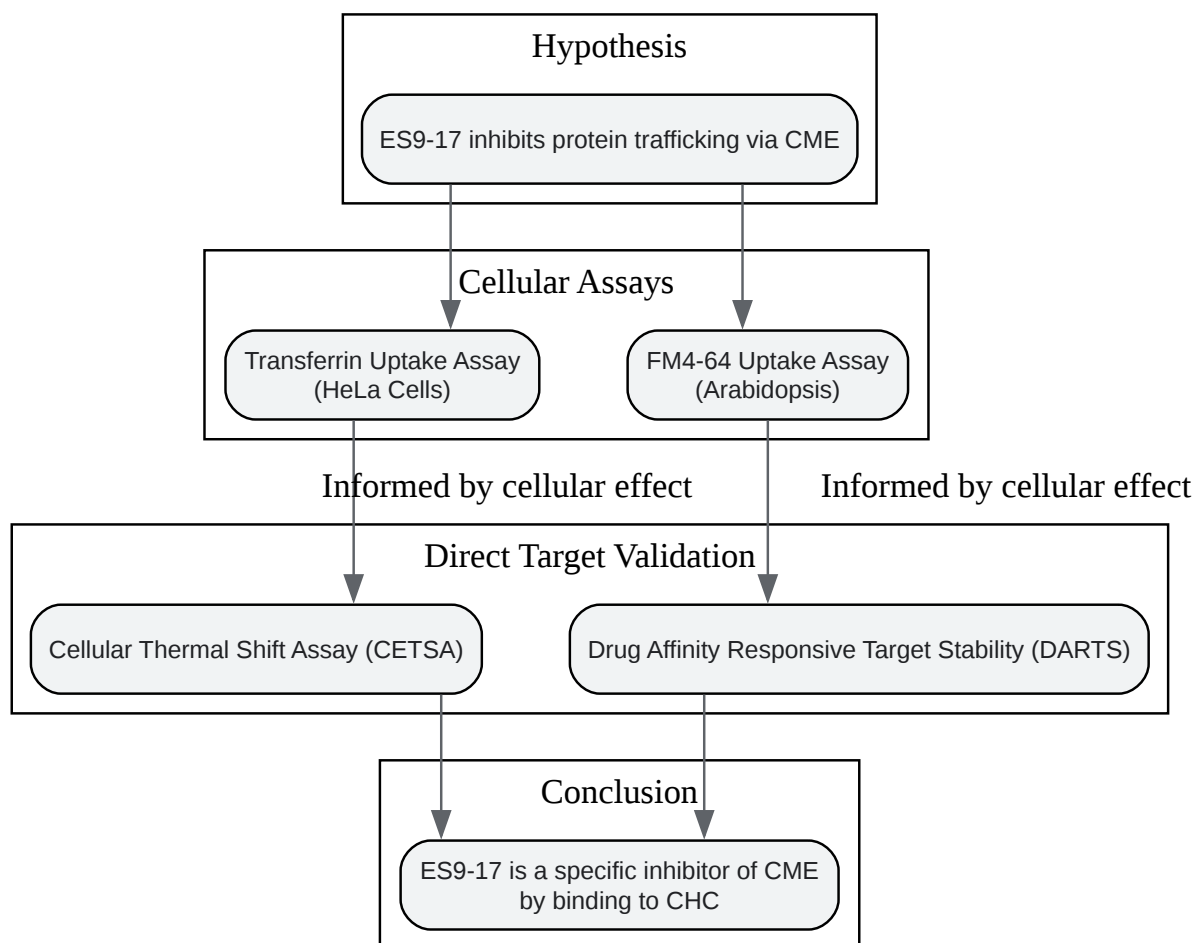 Hypothesis
ES9-17 inhibits protein trafficking via CME
Cellular Assays
Transferrin Uptake Assay
(HeLa Cells)
FM4-64 Uptake Assay
(Arabidopsis)
Informed by cellular effect
Informed by cellular effect
Direct Target Validation
Cellular Thermal Shift Assay (CETSA)
Drug Affinity Responsive Target Stability (DARTS)
Conclusion
ES9-17 is a specific inhibitor of CME
by binding to CHC